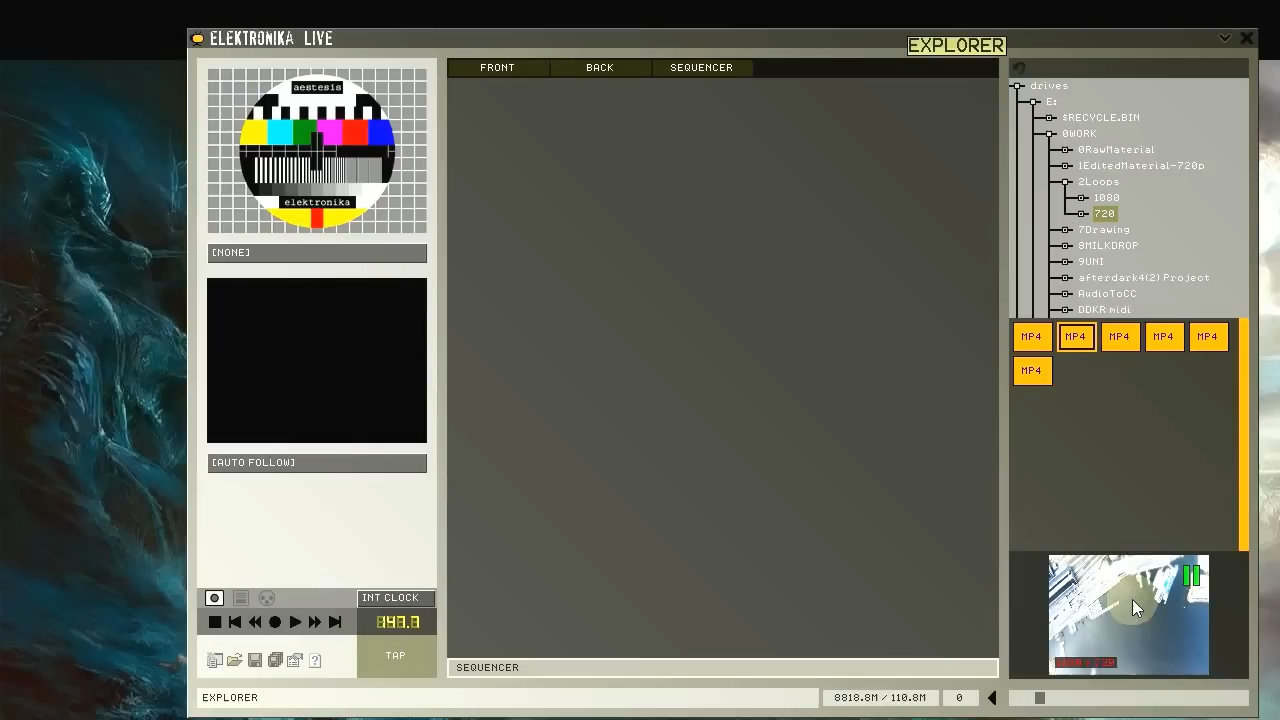 ELEKTRONIKA LIVE
EXPLORER
FRONT BACK SEQUENCER
aestesis
elektronika
[NONE]
[AUTO FOLLOW]
INT CLOCK
147.7
TAP
EXPLORER
SEQUENCER
drives
E:
$RECYCLE.BIN
0WORK
0RawMaterial
1EditedMaterial-720p
2Loops
1080
720
7Drawing
8MILKDROP
9UNI
afterdark4(2) Project
AudioToCC
DDKR midi
MP4 MP4 MP4 MP4 MP4
MP4
8818.8M / 110.8M 0